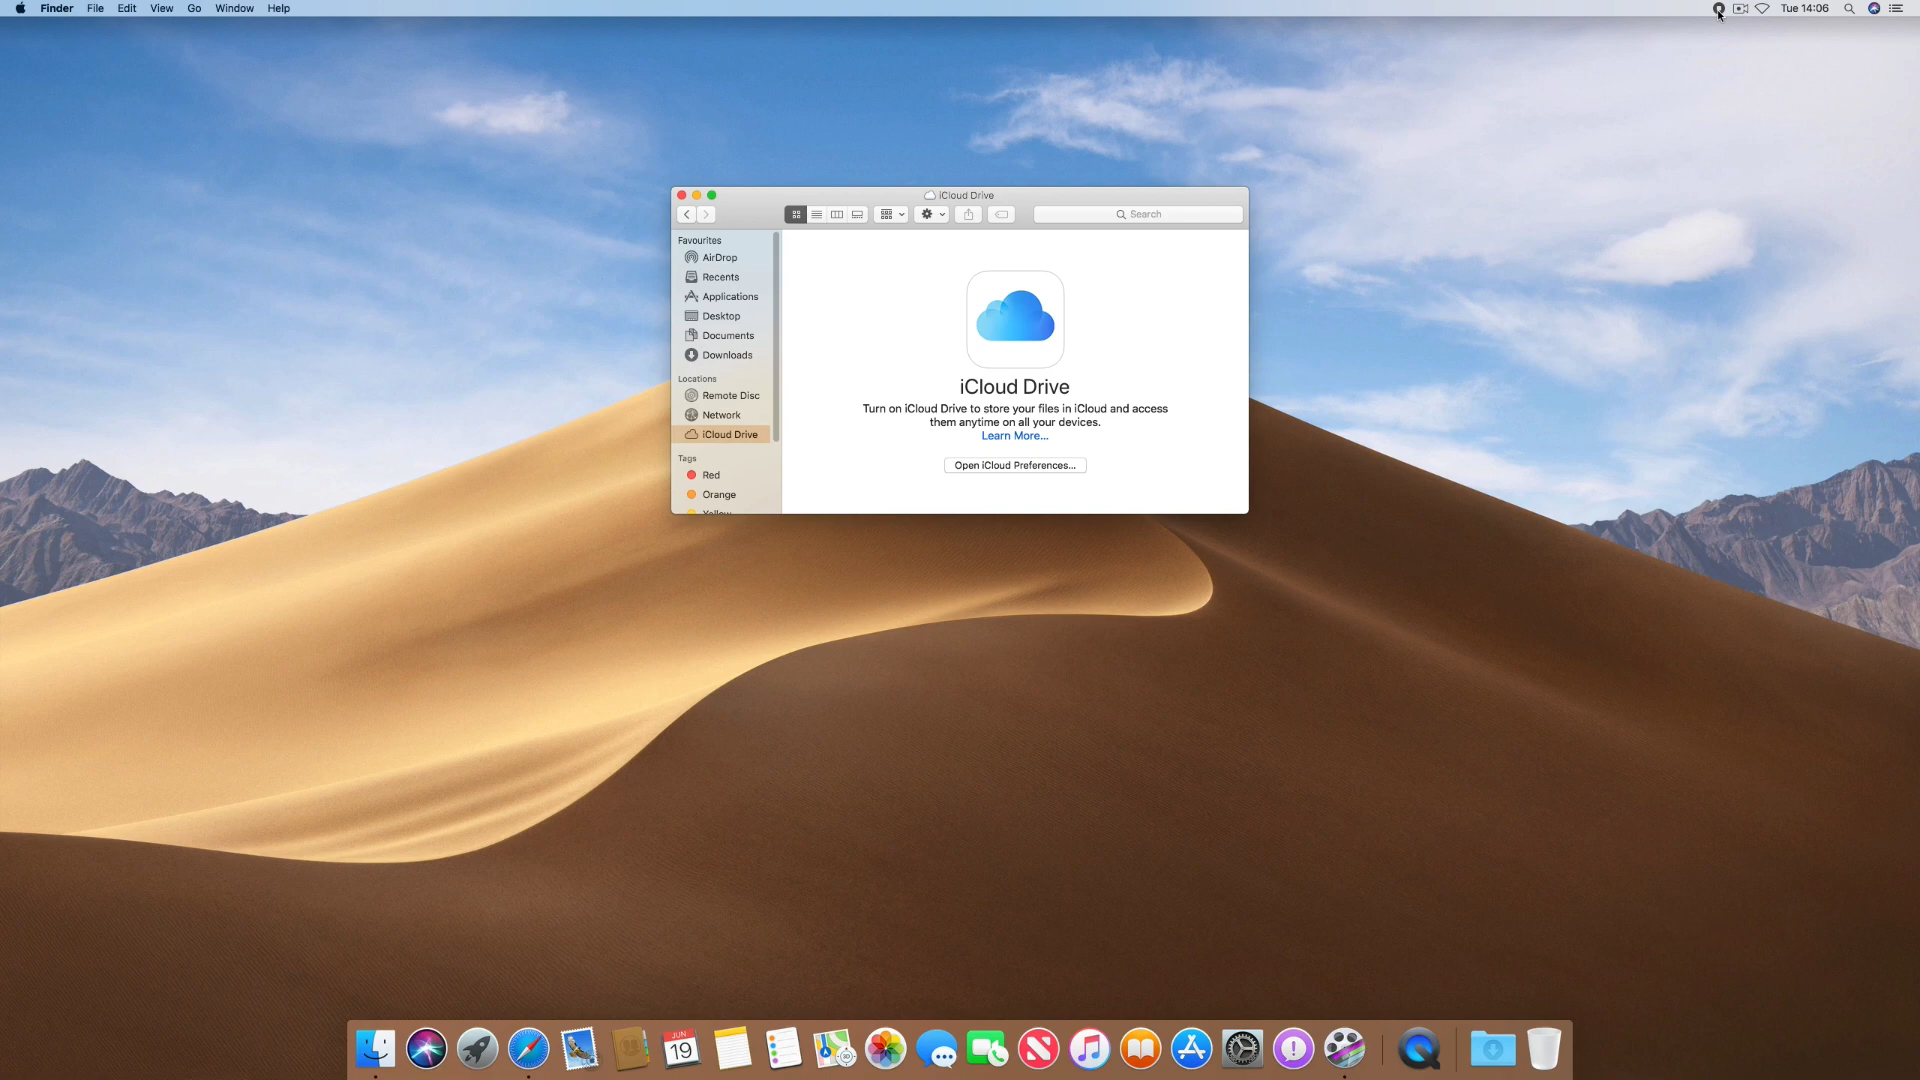 Finder File Edit View Go Window Help
Tue 14:06
iCloud Drive
Search
Favourites
AirDrop
Recents
Applications
Desktop
Documents
Downloads
Locations
Remote Disc
Network
iCloud Drive
Tags
Red
Orange
Yellow
iCloud Drive
Turn on iCloud Drive to store your files in iCloud and access
them anytime on all your devices.
Learn More...
Open iCloud Preferences...
JUN
19
3D